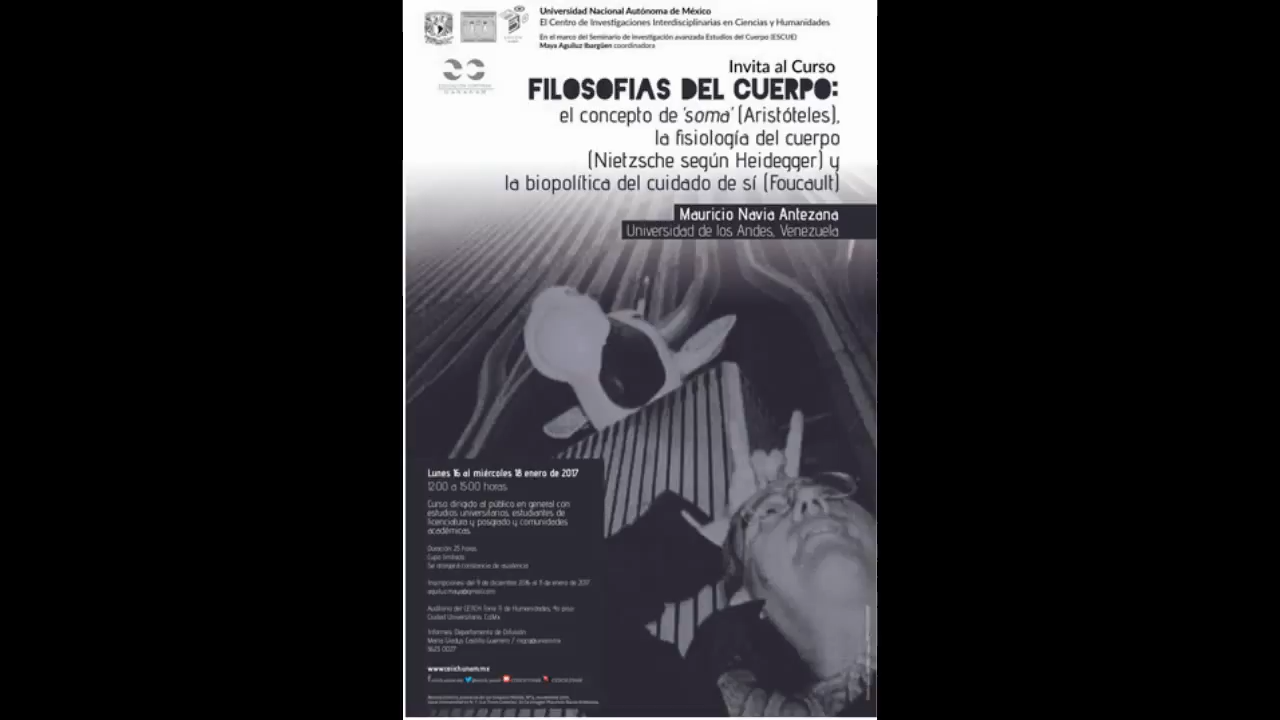 Universidad Nacional Autónoma de México
El Centro de Investigaciones Interdisciplinarias en Ciencias y Humanidades
En el marco del Seminario de Investigación avanzada Estudios del Cuerpo (ESCUE)
Maya Aguiluz Ibargüen coordinadora
Invita al Curso
FILOSOFIAS DEL CUERPO:
el concepto de 'soma' (Aristóteles),
la fisiología del cuerpo
(Nietzsche según Heidegger) y
la biopolítica del cuidado de sí (Foucault)
Mauricio Navia Antezana
Universidad de los Andes, Venezuela
Lunes 16 al miércoles 18 enero de 2017
12:00 a 15:00 horas
Curso dirigido al público en general con
estudios universitarios, estudiantes de
licenciatura y posgrado y comunidades
académicas.
Duración: 25 horas
Cupo limitado
Se otorgará constancia de asistencia
Inscripciones: del 9 de diciembre 2016 al 11 de enero de 2017
Auditorio del CEIICH Torre II de Humanidades, 4o piso
Ciudad Universitaria, Cd.Mx
Informes: Departamento de Difusión
5623 0027
www.ceiich.unam.mx